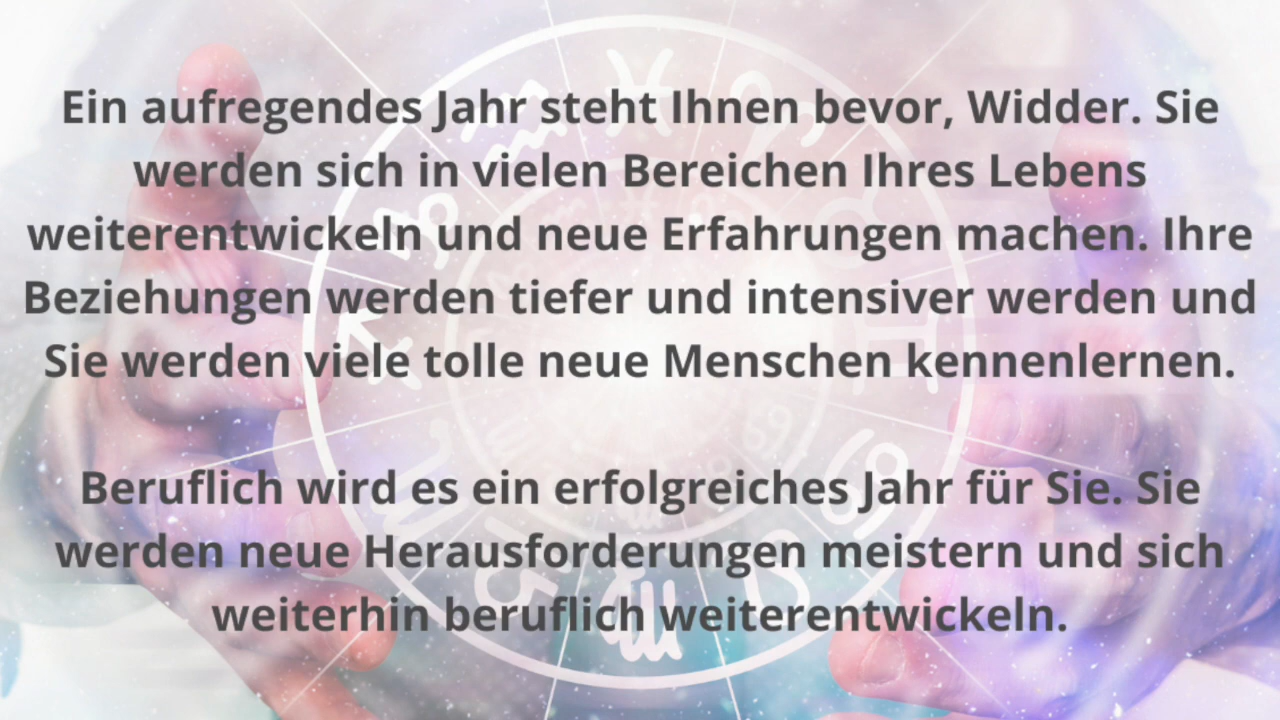 Ein aufregendes Jahr steht Ihnen bevor, Widder. Sie
werden sich in vielen Bereichen Ihres Lebens
weiterentwickeln und neue Erfahrungen machen. Ihre
Beziehungen werden tiefer und intensiver werden und
Sie werden viele tolle neue Menschen kennenlernen.
Beruflich wird es ein erfolgreiches Jahr für Sie. Sie
werden neue Herausforderungen meistern und sich
weiterhin beruflich weiterentwickeln.